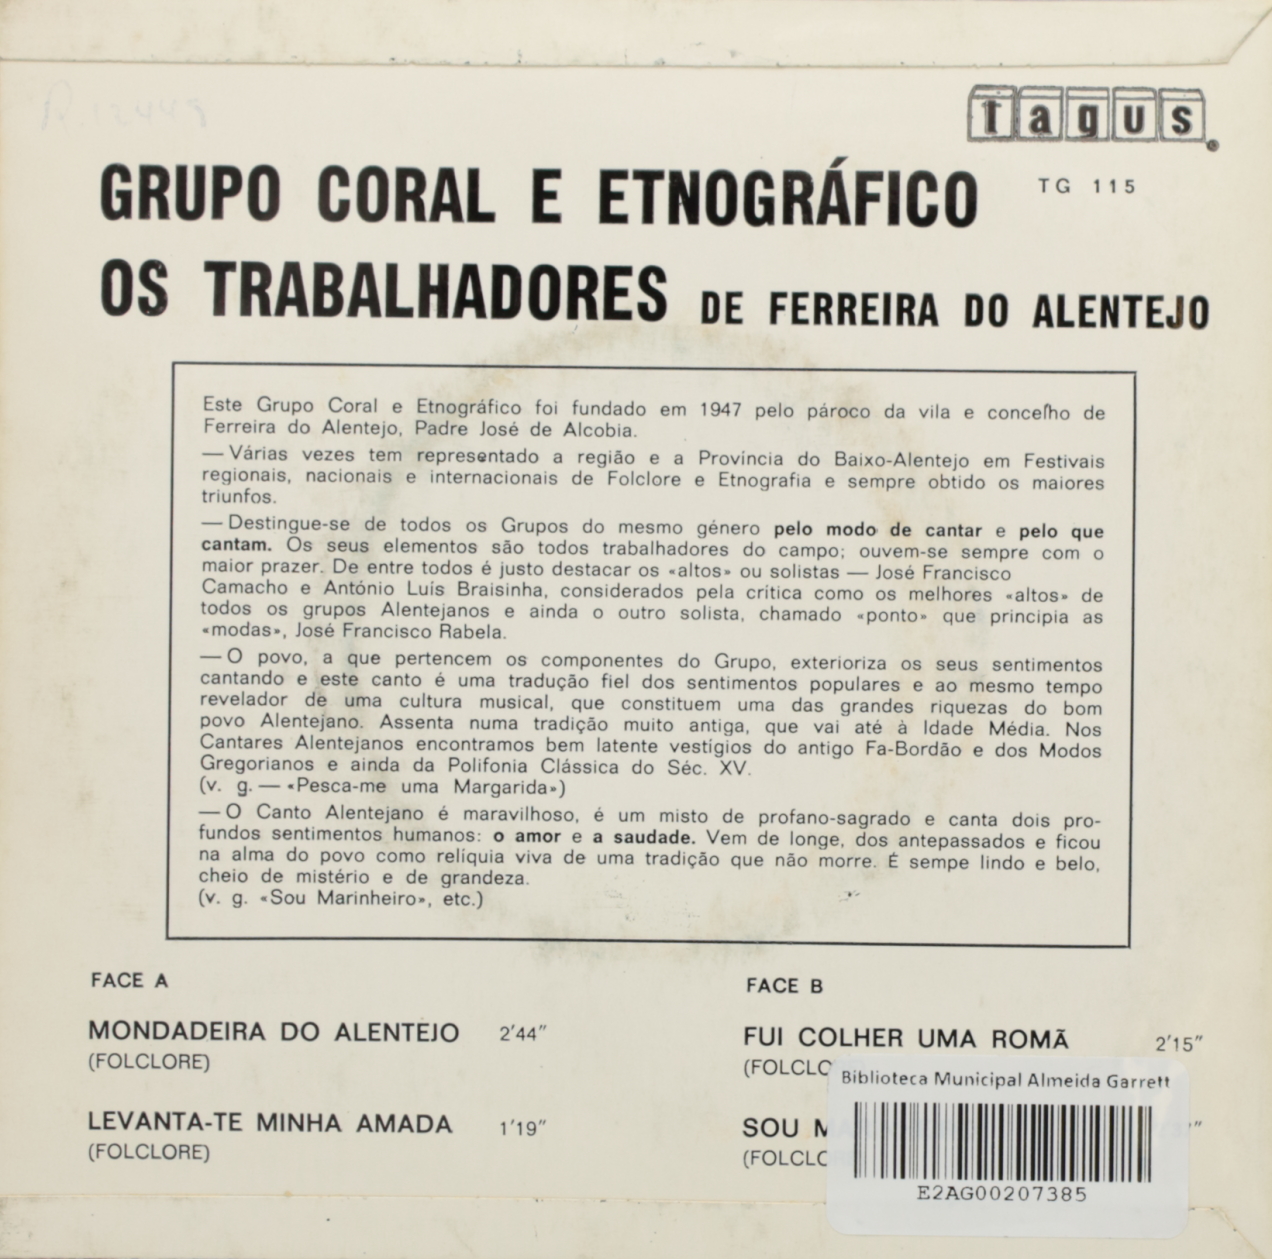 tagus
TG 115
GRUPO CORAL E ETNOGRÁFICO
OS TRABALHADORES DE FERREIRA DO ALENTEJO
Este Grupo Coral e Etnográfico foi fundado em 1947 pelo pároco da vila e concelho de
Ferreira do Alentejo, Padre José de Alcobia.
— Várias vezes tem representado a região e a Província do Baixo-Alentejo em Festivais
regionais, nacionais e internacionais de Folclore e Etnografia e sempre obtido os maiores
triunfos.
— Destingue-se de todos os Grupos do mesmo género pelo modo de cantar e pelo que
cantam. Os seus elementos são todos trabalhadores do campo; ouvem-se sempre com o
maior prazer. De entre todos é justo destacar os «altos» ou solistas — José Francisco
Camacho e António Luís Braisinha, considerados pela crítica como os melhores «altos» de
todos os grupos Alentejanos e ainda o outro solista, chamado «ponto» que principia as
«modas», José Francisco Rabela.
— O povo, a que pertencem os componentes do Grupo, exterioriza os seus sentimentos
cantando e este canto é uma tradução fiel dos sentimentos populares e ao mesmo tempo
revelador de uma cultura musical, que constituem uma das grandes riquezas do bom
povo Alentejano. Assenta numa tradição muito antiga, que vai até à Idade Média. Nos
Cantares Alentejanos encontramos bem latente vestígios do antigo Fa-Bordão e dos Modos
Gregorianos e ainda da Polifonia Clássica do Séc. XV.
(v. g. — «Pesca-me uma Margarida»)
— O Canto Alentejano é maravilhoso, é um misto de profano-sagrado e canta dois pro-
fundos sentimentos humanos: o amor e a saudade. Vem de longe, dos antepassados e ficou
na alma do povo como relíquia viva de uma tradição que não morre. É sempe lindo e belo,
cheio de mistério e de grandeza.
(v. g. «Sou Marinheiro», etc.)
FACE A
MONDADEIRA DO ALENTEJO 2'44"
(FOLCLORE)
LEVANTA-TE MINHA AMADA 1'19"
(FOLCLORE)
FACE B
FUI COLHER UMA ROMÃ 2'15"
(FOLCLO
SOU
(FOLCLO
Biblioteca Municipal Almeida Garrett
E2AG00207385